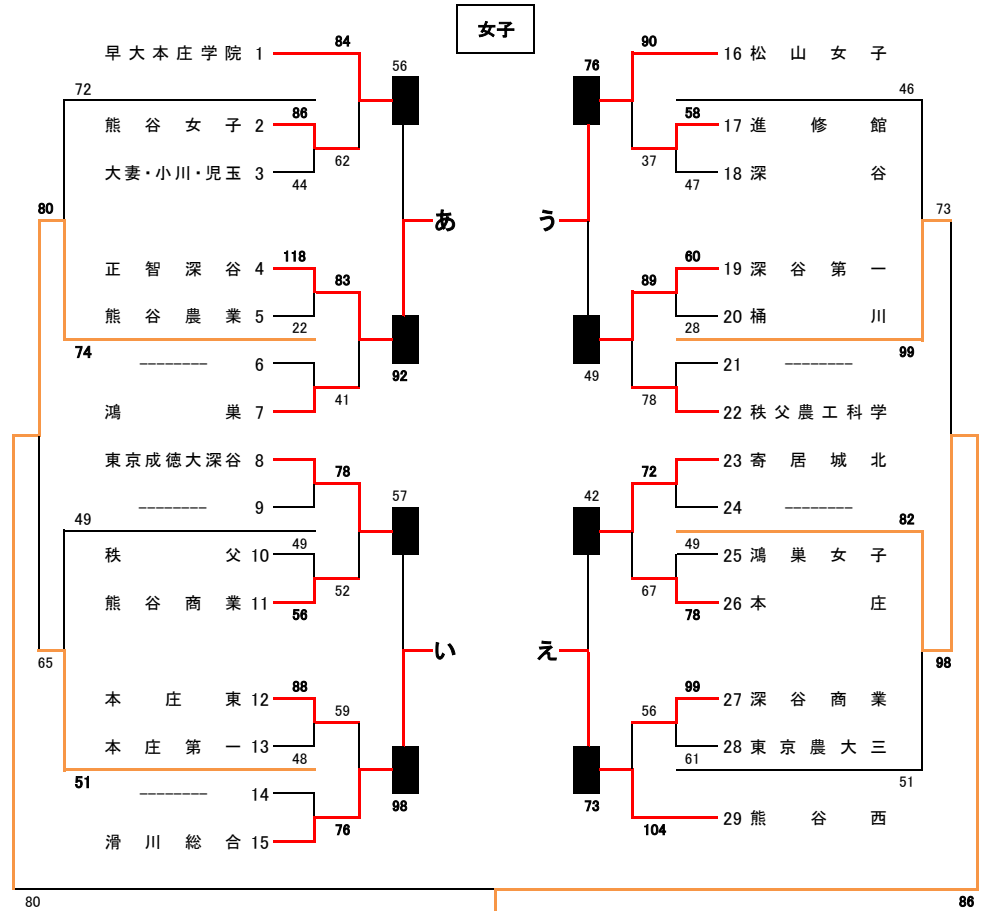 女子
84
90
早大本庄学院 1
16 松山女子
56
76
72
46
86
58
熊谷女子 2
17 進修館
62
37
大妻・小川・児玉 3
18 深谷
44
47
80
73
あ
う
118
60
正智深谷 4
19 深谷第一
83
89
熊谷農業 5
20 桶川
22
28
74
99
-------- 6
21 --------
92
49
41
78
鴻巣 7
22 秩父農工科学
東京成徳大深谷 8
23 寄居城北
78
72
57
42
-------- 9
24 --------
49
82
49
49
秩父 10
25 鴻巣女子
52
67
熊谷商業 11
26 本庄
56
78
い
え
65
98
88
99
本庄東 12
27 深谷商業
59
56
本庄第一 13
28 東京農大三
48
61
51
51
-------- 14
98
73
76
104
29 熊谷西
滑川総合 15
80
86